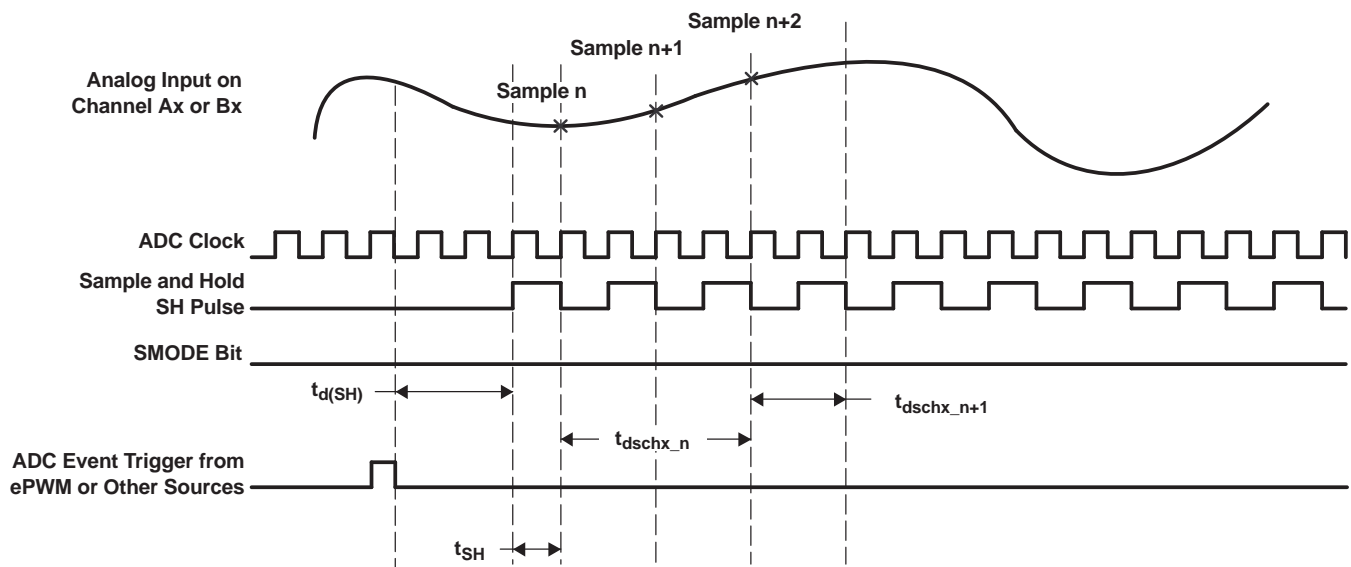 Sample n+2
Sample n+1
Analog Input on
Channel Ax or Bx
Sample n
ADC Clock
Sample and Hold
SH Pulse
SMODE Bit
td(SH)
tdschx_n+1
tdschx_n
ADC Event Trigger from
ePWM or Other Sources
tSH